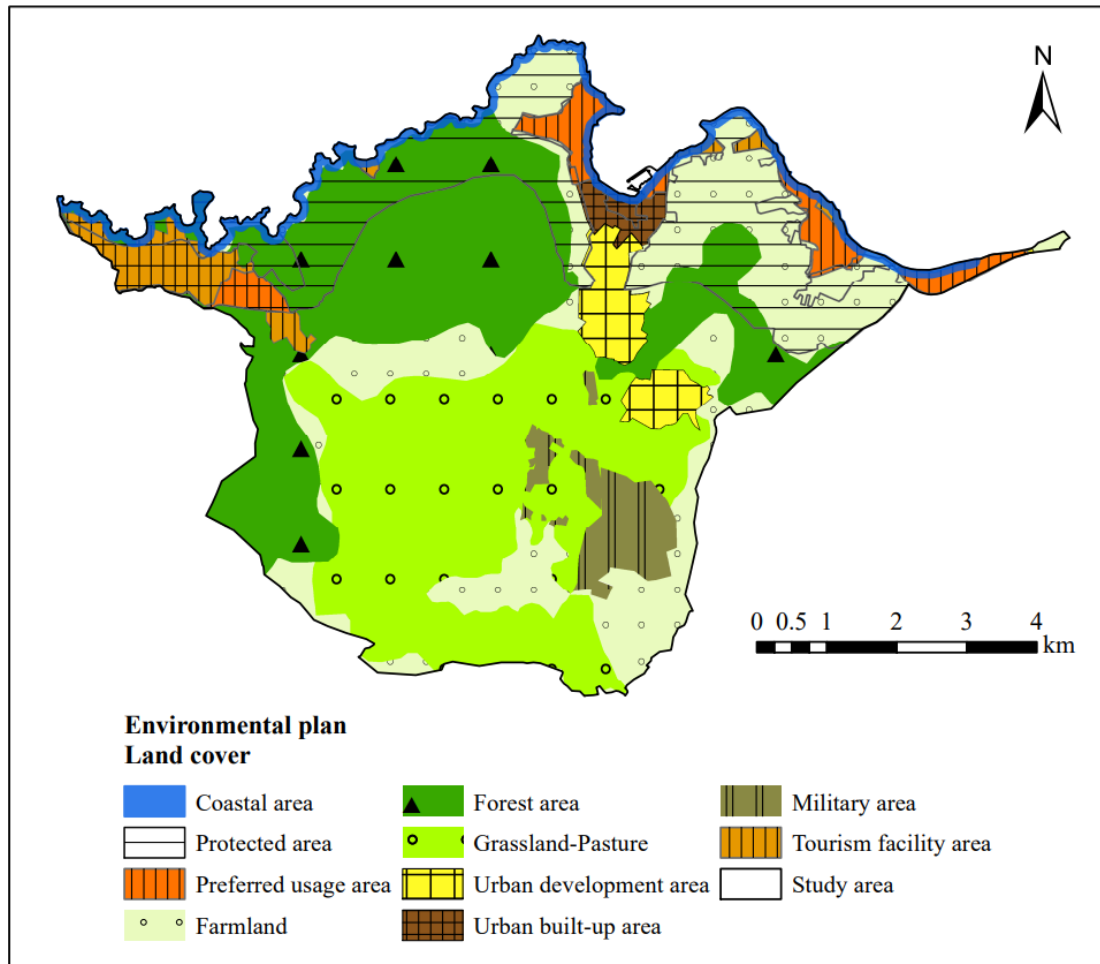 N
0 0.5 1 2 3 4
km
Environmental plan
Land cover
Coastal area
Protected area
Preferred usage area
Farmland
Forest area
Grassland-Pasture
Urban development area
Urban built-up area
Military area
Tourism facility area
Study area